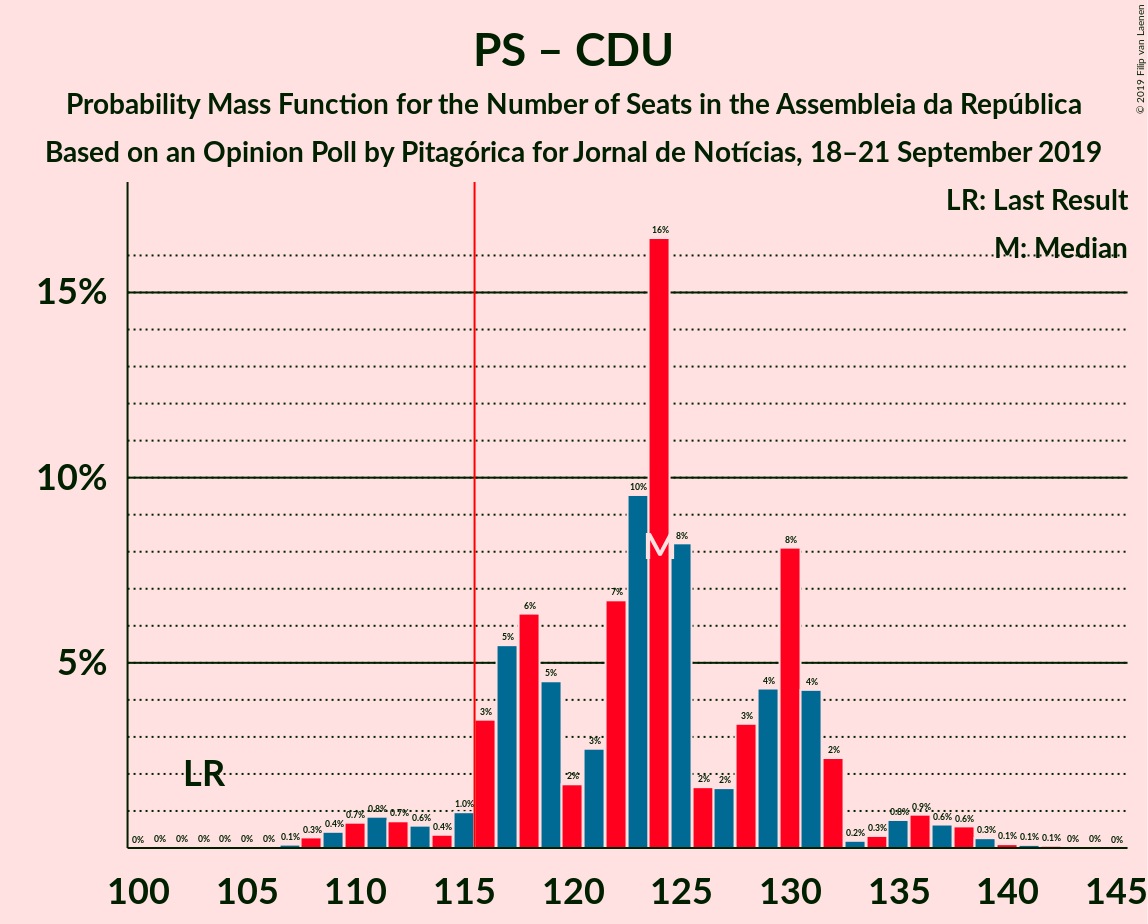 PS – CDU
Probability Mass Function for the Number of Seats in the Assembleia da República
Based on an Opinion Poll by Pitagórica for Jornal de Notícias, 18–21 September 2019
© 2019 Filip van Laenen
LR: Last Result
M: Median
15%
10%
5%
0% 0% 0% 0% 0% 0% 0% 0.1% 0.3% 0.4% 0.7% 0.8% 0.7% 0.6% 0.4% 1.0% 3% 5% 6% 5% 2% 3% 7% 10% 16% 8% 2% 2% 3% 4% 8% 4% 2% 0.2% 0.3% 0.8% 0.9% 0.6% 0.6% 0.3% 0.1% 0.1% 0.1% 0% 0% 0%
M
LR
100 105 110 115 120 125 130 135 140 145